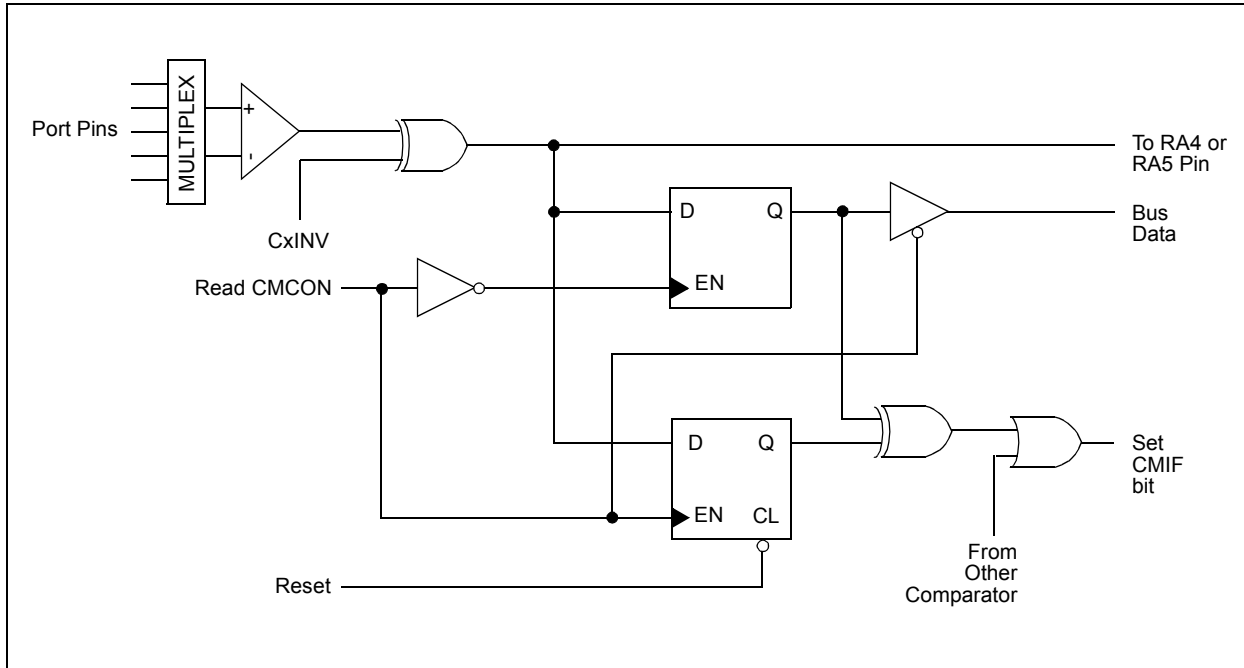 MULTIPLEX
+
-
Port Pins
CxINV
To RA4 or
RA5 Pin
D
Q
EN
Bus
Data
Read CMCON
D
Q
EN
CL
Set
CMIF
bit
From
Other
Comparator
Reset